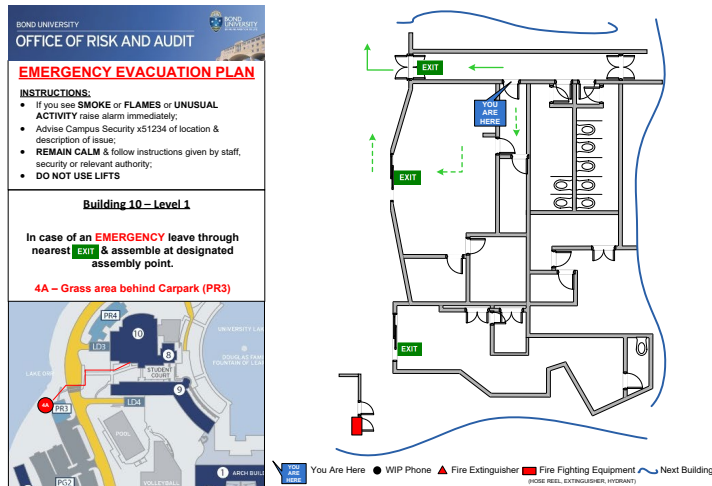 BOND UNIVERSITY
OFFICE OF RISK AND AUDIT
BOND
UNIVERSITY
EMERGENCY EVACUATION PLAN
INSTRUCTIONS:
• If you see SMOKE or FLAMES or UNUSUAL
ACTIVITY raise alarm immediately;
• Advise Campus Security x51234 of location &
description of issue;
• REMAIN CALM & follow instructions given by staff,
security or relevant authority;
• DO NOT USE LIFTS
Building 10 – Level 1
In case of an EMERGENCY leave through
nearest EXIT & assemble at designated
assembly point.
4A – Grass area behind Carpark (PR3)
PR4
10
UNIVERSITY LAK
LD3
8
DOUGLAS FAM
FOUNTAIN OF LEAR
STUDENT
COURT
LAKE ORR
9
4A
PR3
LD4
POOL
PG2
VOLLEYBALL
1 ARCH BUIL
EXIT
YOU
ARE
HERE
EXIT
EXIT
YOU
ARE
HERE
You Are Here
WIP Phone
Fire Extinguisher
Fire Fighting Equipment
(HOSE REEL, EXTINGUISHER, HYDRANT)
Next Building